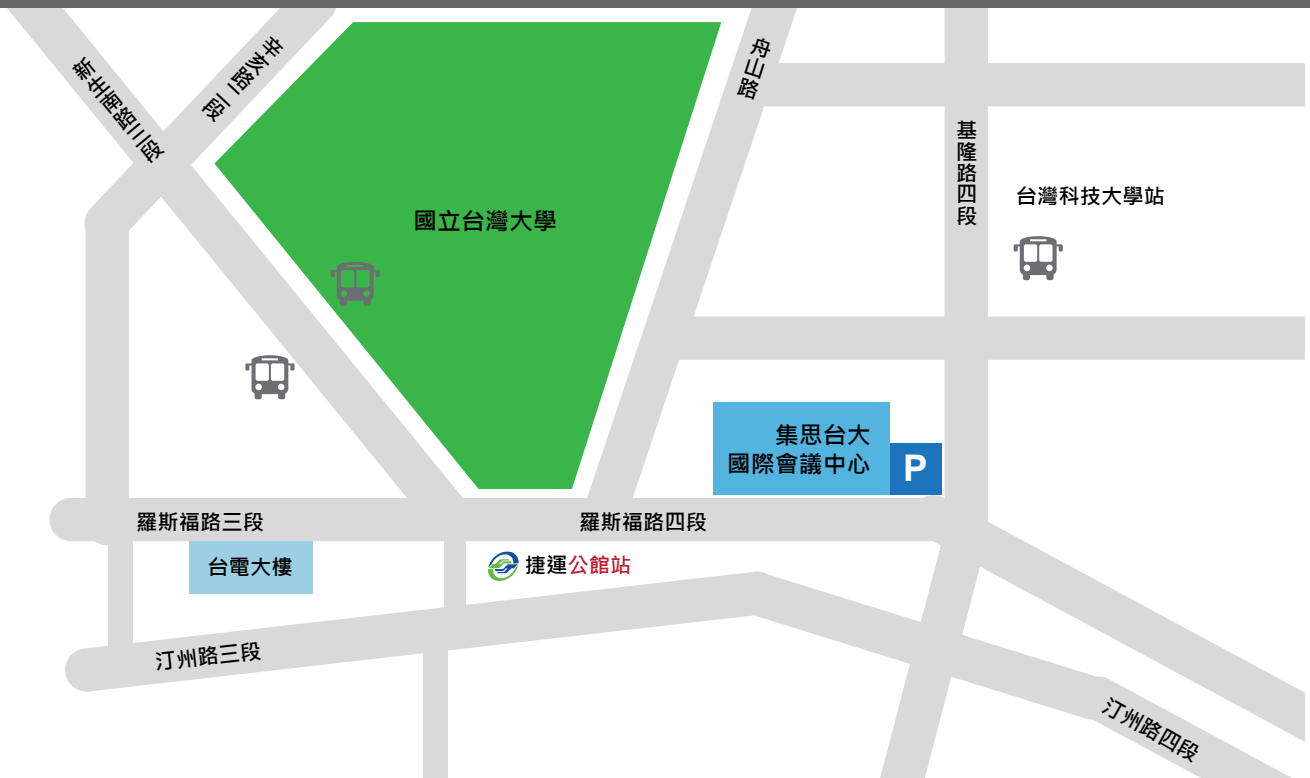 新生南路三段
辛亥路二段
舟山路
基隆路四段
台灣科技大學站
國立台灣大學
集思台大
國際會議中心
P
羅斯福路三段
羅斯福路四段
台電大樓
捷運公館站
汀州路三段
汀州路四段